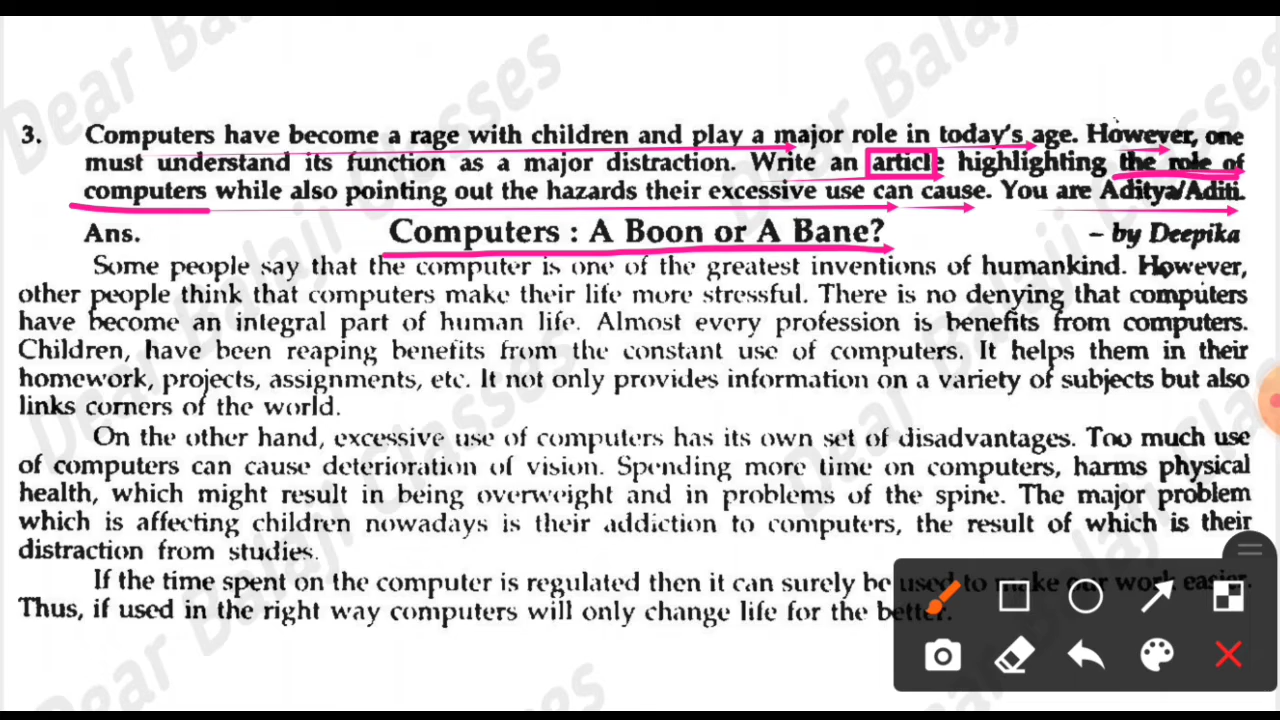 3. Computers have become a rage with children and play a major role in today's age. However, one
must understand its function as a major distraction. Write an article highlighting the role of
computers while also pointing out the hazards their excessive use can cause. You are Aditya/Aditi.
Ans. Computers : A Boon or A Bane? – by Deepika
Some people say that the computer is one of the greatest inventions of humankind. However,
other people think that computers make their life more stressful. There is no denying that computers
have become an integral part of human life. Almost every profession is benefits from computers.
Children, have been reaping benefits from the constant use of computers. It helps them in their
homework, projects, assignments, etc. It not only provides information on a variety of subjects but also
links corners of the world.
On the other hand, excessive use of computers has its own set of disadvantages. Too much use
of computers can cause deterioration of vision. Spending more time on computers, harms physical
health, which might result in being overweight and in problems of the spine. The major problem
which is affecting children nowadays is their addiction to computers, the result of which is their
distraction from studies.
If the time spent on the computer is regulated then it can surely be used to make our work easier.
Thus, if used in the right way computers will only change life for the better.
Dear Balaji Classes